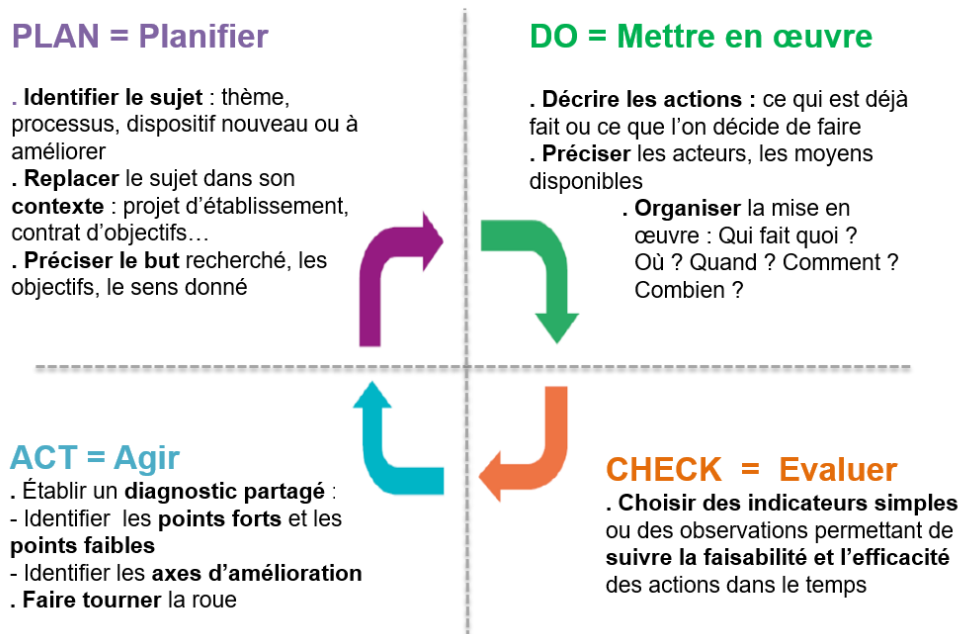 PLAN = Planifier
. Identifier le sujet : thème,
processus, dispositif nouveau ou à
améliorer
. Replacer le sujet dans son
contexte : projet d’établissement,
contrat d’objectifs…
. Préciser le but recherché, les
objectifs, le sens donné
DO = Mettre en œuvre
. Décrire les actions : ce qui est déjà
fait ou ce que l’on décide de faire
. Préciser les acteurs, les moyens
disponibles
. Organiser la mise en
œuvre : Qui fait quoi ?
Où ? Quand ? Comment ?
Combien ?
ACT = Agir
. Établir un diagnostic partagé :
- Identifier les points forts et les
points faibles
- Identifier les axes d’amélioration
. Faire tourner la roue
CHECK = Evaluer
. Choisir des indicateurs simples
ou des observations permettant de
suivre la faisabilité et l’efficacité
des actions dans le temps